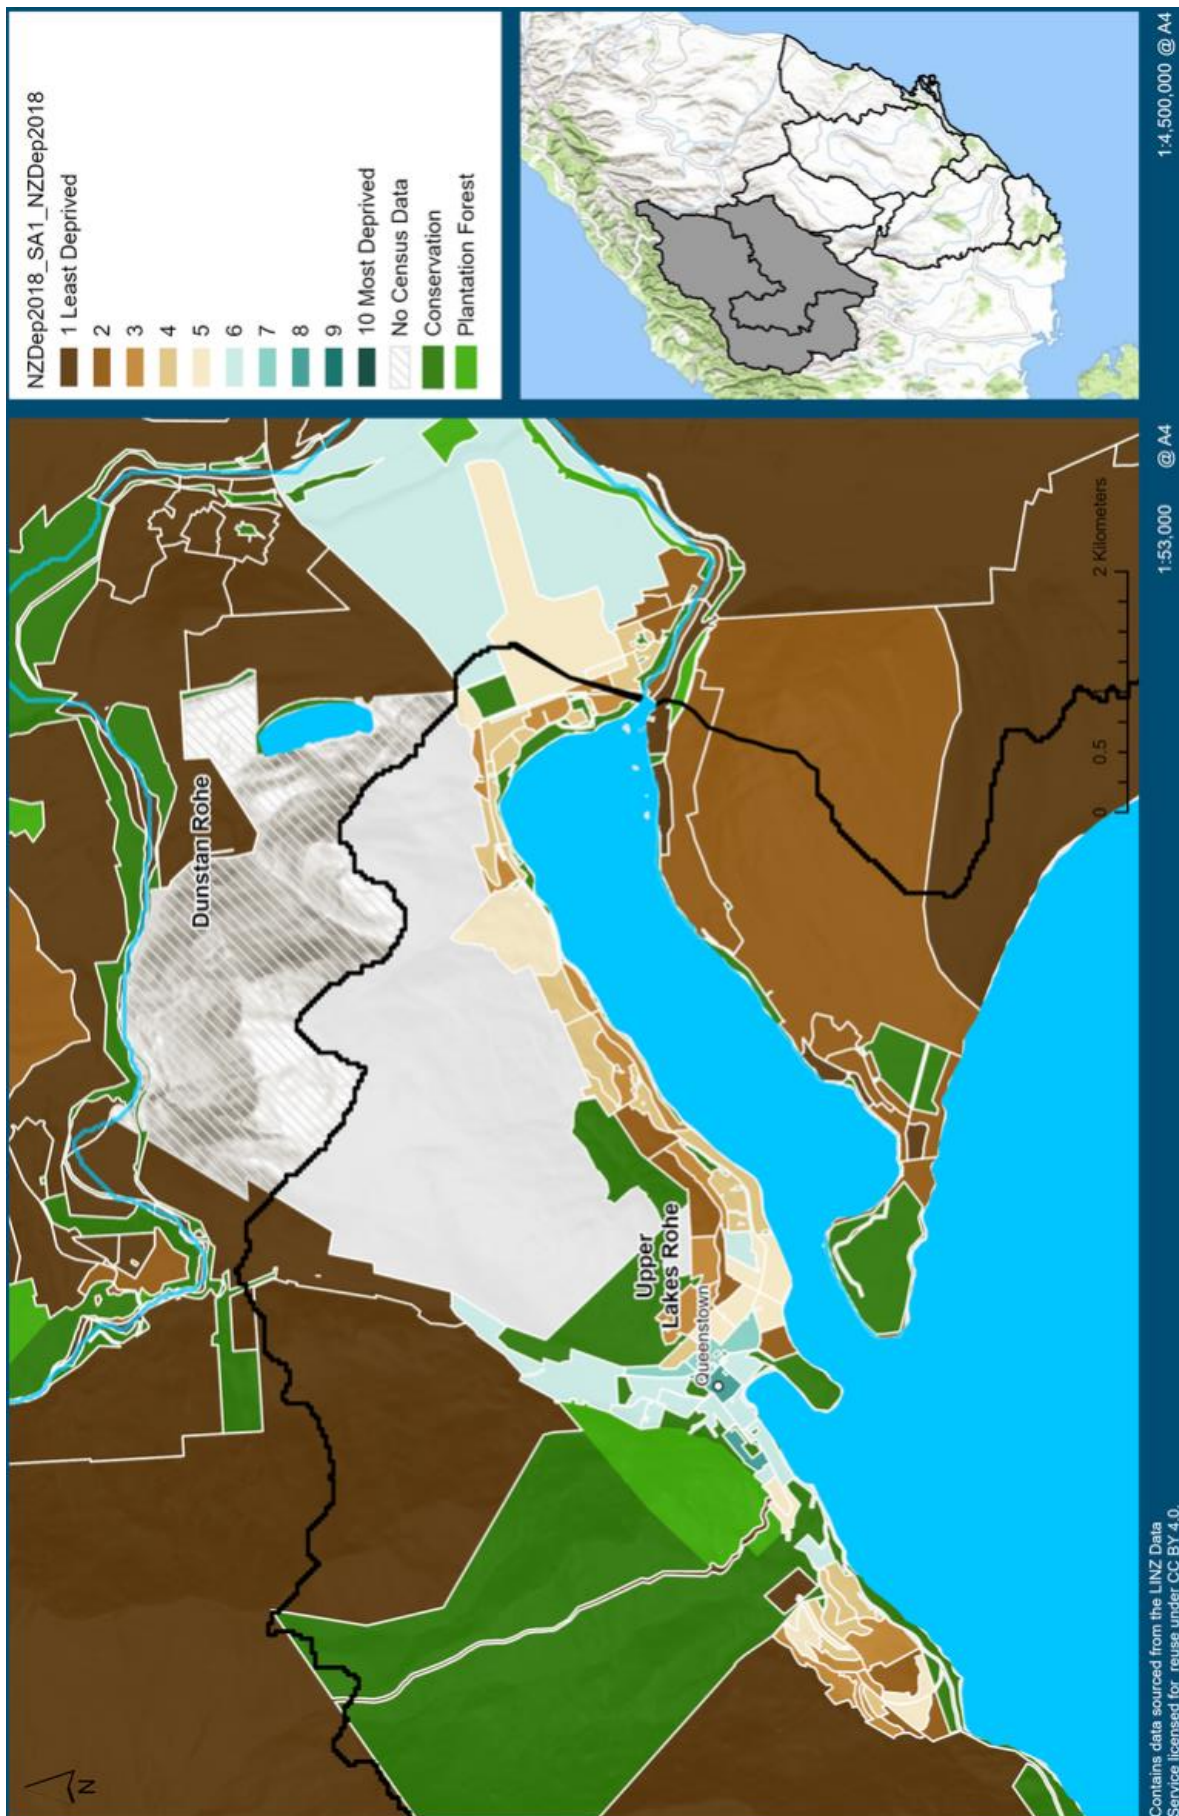 NZDep2018_SA1_NZDep2018
1 Least Deprived
2
3
4
5
6
7
8
9
10 Most Deprived
No Census Data
Conservation
Plantation Forest
1:4,500,000 @ A4
N
Dunstan Rohe
Upper
Lakes Rohe
Queenstown
0 0.5 2 Kilometers
1:53,000 @ A4
Contains data sourced from the LINZ Data
Service licensed for reuse under CC BY 4.0.